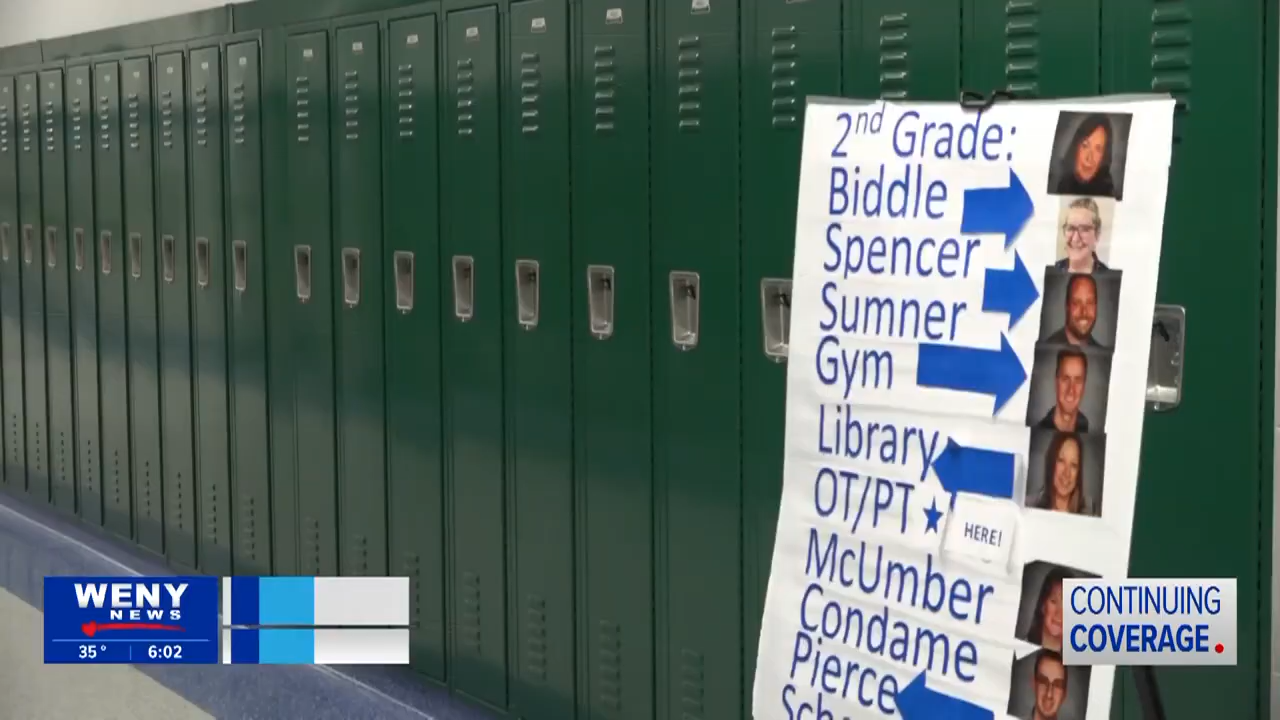 2nd Grade:
Biddle
Spencer
Sumner
Gym
Library
OT/PT
HERE!
McUmber
Condame
Pierce
WENY
NEWS
35° 6:02
CONTINUING
COVERAGE.